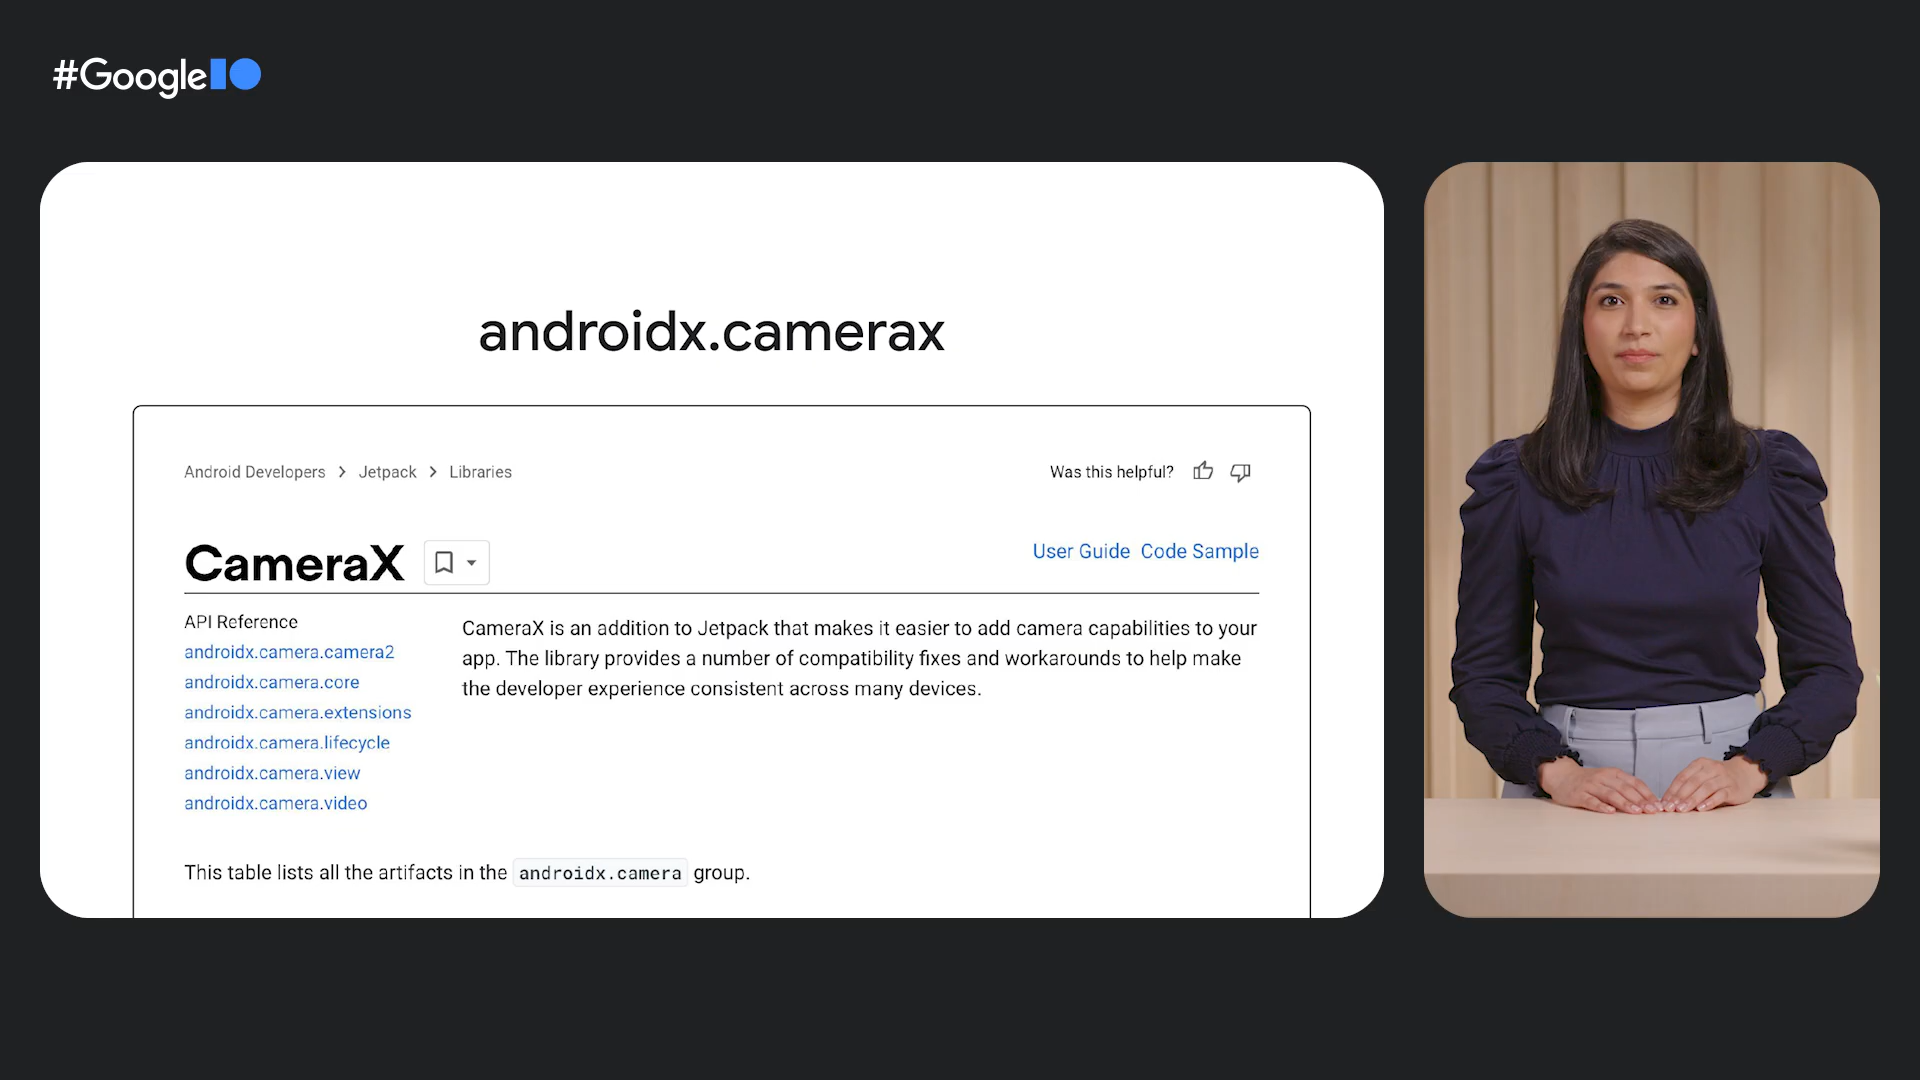 #GoogleIO
androidx.camerax
Android Developers > Jetpack > Libraries
Was this helpful?
CameraX
User Guide Code Sample
API Reference
androidx.camera.camera2
androidx.camera.core
androidx.camera.extensions
androidx.camera.lifecycle
androidx.camera.view
androidx.camera.video
CameraX is an addition to Jetpack that makes it easier to add camera capabilities to your
app. The library provides a number of compatibility fixes and workarounds to help make
the developer experience consistent across many devices.
This table lists all the artifacts in the androidx.camera group.